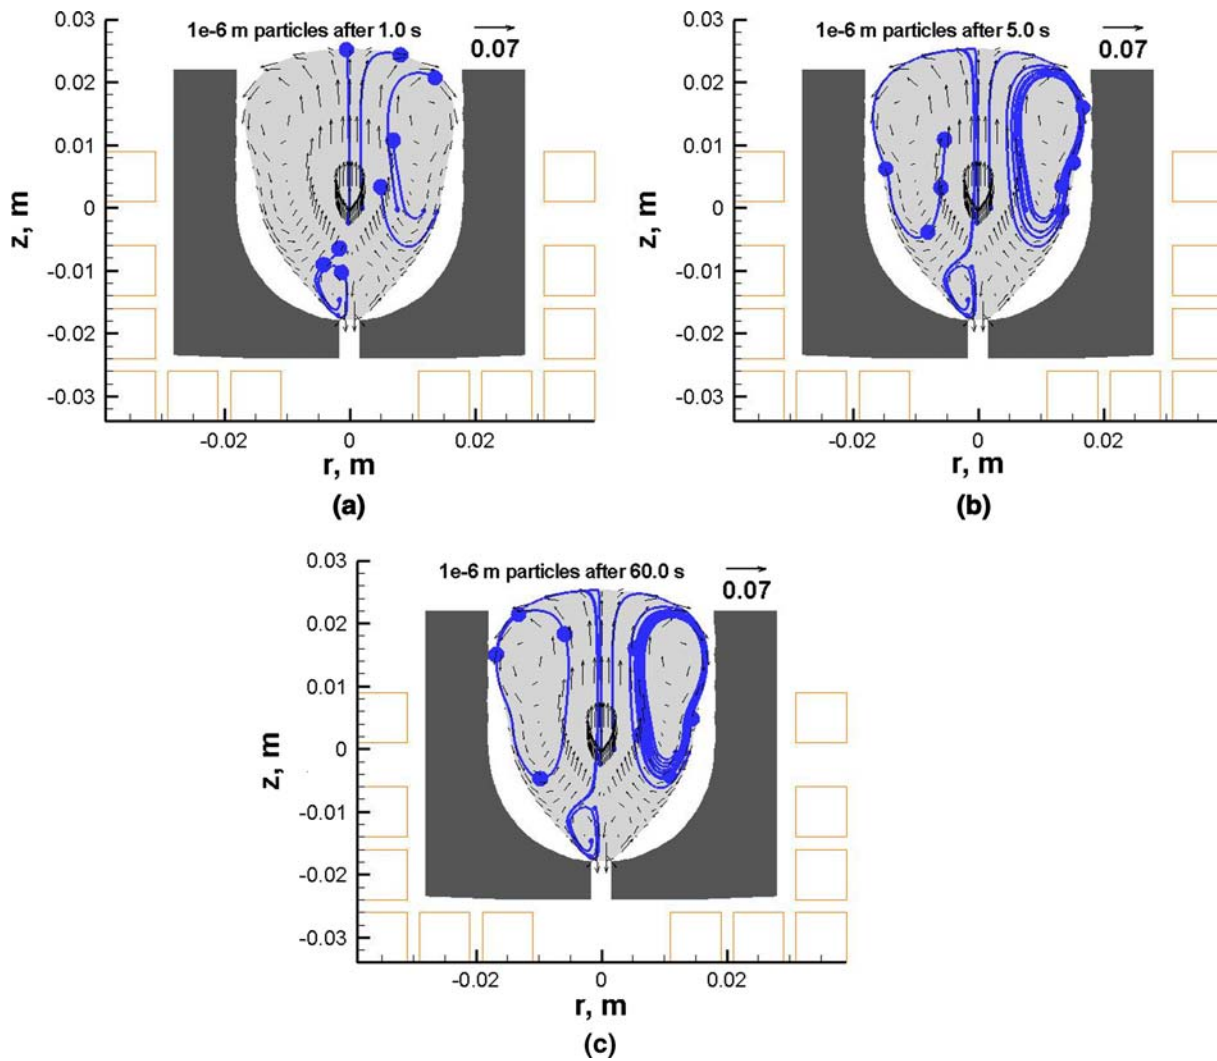 1e-6 m particles after 1.0 s
0.07
0.03
0.02
0.01
0
-0.01
-0.02
-0.03
z, m
-0.02 0 0.02
r, m
(a)
1e-6 m particles after 5.0 s
0.07
0.03
0.02
0.01
0
-0.01
-0.02
-0.03
z, m
-0.02 0 0.02
r, m
(b)
1e-6 m particles after 60.0 s
0.07
0.03
0.02
0.01
0
-0.01
-0.02
-0.03
z, m
-0.02 0 0.02
r, m
(c)